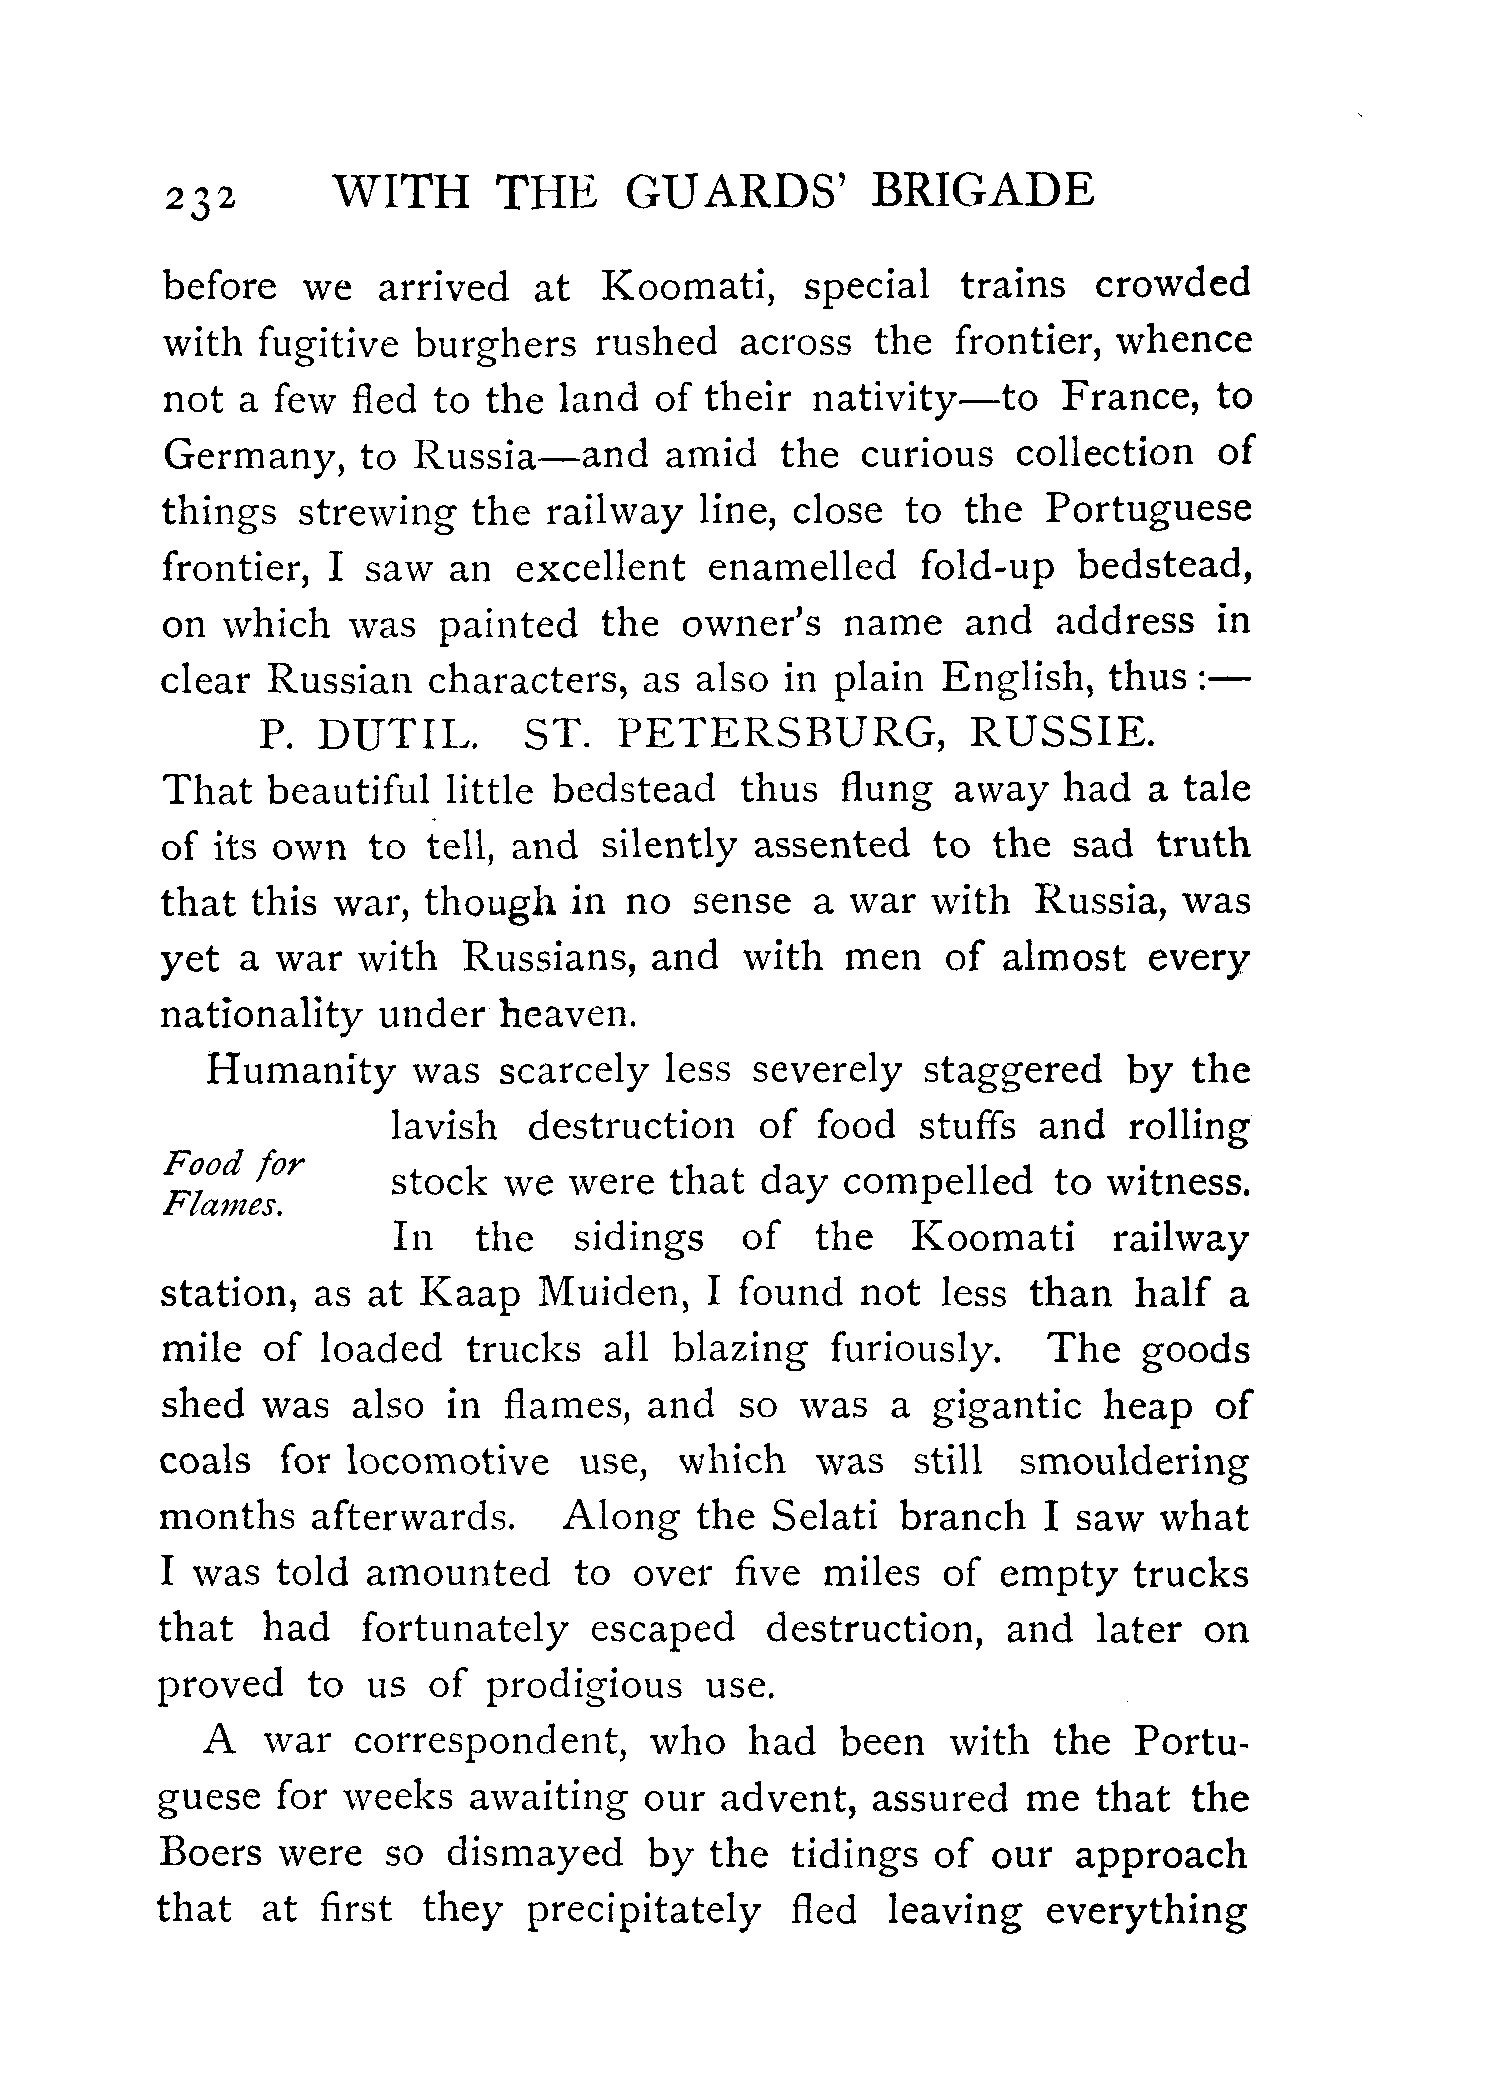 232 WITH THE GUARDS' BRIGADE
before we arrived at Koomati, special trains crowded
with fugitive burghers rushed across the frontier, whence
not a few fled to the land of their nativity—to France, to
Germany, to Russia—and amid the curious collection of
things strewing the railway line, close to the Portuguese
frontier, I saw an excellent enamelled fold-up bedstead,
on which was painted the owner's name and address in
clear Russian characters, as also in plain English, thus :—
P. DUTIL. ST. PETERSBURG, RUSSIE.
That beautiful little bedstead thus flung away had a tale
of its own to tell, and silently assented to the sad truth
that this war, though in no sense a war with Russia, was
yet a war with Russians, and with men of almost every
nationality under heaven.
Humanity was scarcely less severely staggered by the
lavish destruction of food stuffs and rolling
Food for
Flames.
stock we were that day compelled to witness.
In the sidings of the Koomati railway
station, as at Kaap Muiden, I found not less than half a
mile of loaded trucks all blazing furiously. The goods
shed was also in flames, and so was a gigantic heap of
coals for locomotive use, which was still smouldering
months afterwards. Along the Selati branch I saw what
I was told amounted to over five miles of empty trucks
that had fortunately escaped destruction, and later on
proved to us of prodigious use.
A war correspondent, who had been with the Portu-
guese for weeks awaiting our advent, assured me that the
Boers were so dismayed by the tidings of our approach
that at first they precipitately fled leaving everything